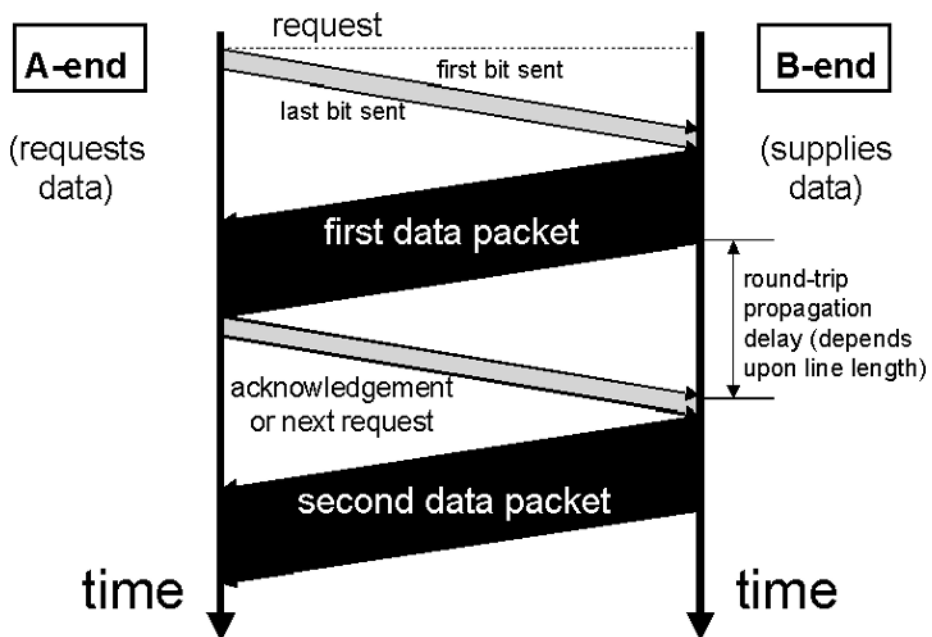 request
A-end
B-end
first bit sent
last bit sent
(requests
data)
(supplies
data)
first data packet
round-trip
propagation
delay (depends
upon line length)
acknowledgement
or next request
second data packet
time
time